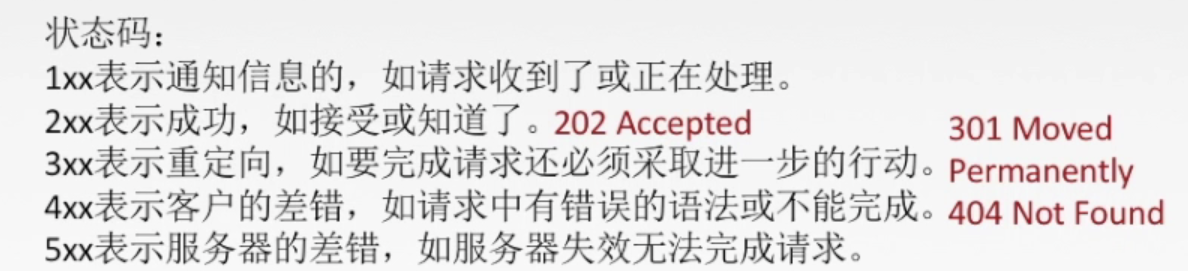 状态码：
1xx表示通知信息的，如请求收到了或正在处理。
2xx表示成功，如接受或知道了。202 Accepted
3xx表示重定向，如要完成请求还必须采取进一步的行动。301 Moved
Permanently
4xx表示客户的差错，如请求中有错误的语法或不能完成。404 Not Found
5xx表示服务器的差错，如服务器失效无法完成请求。